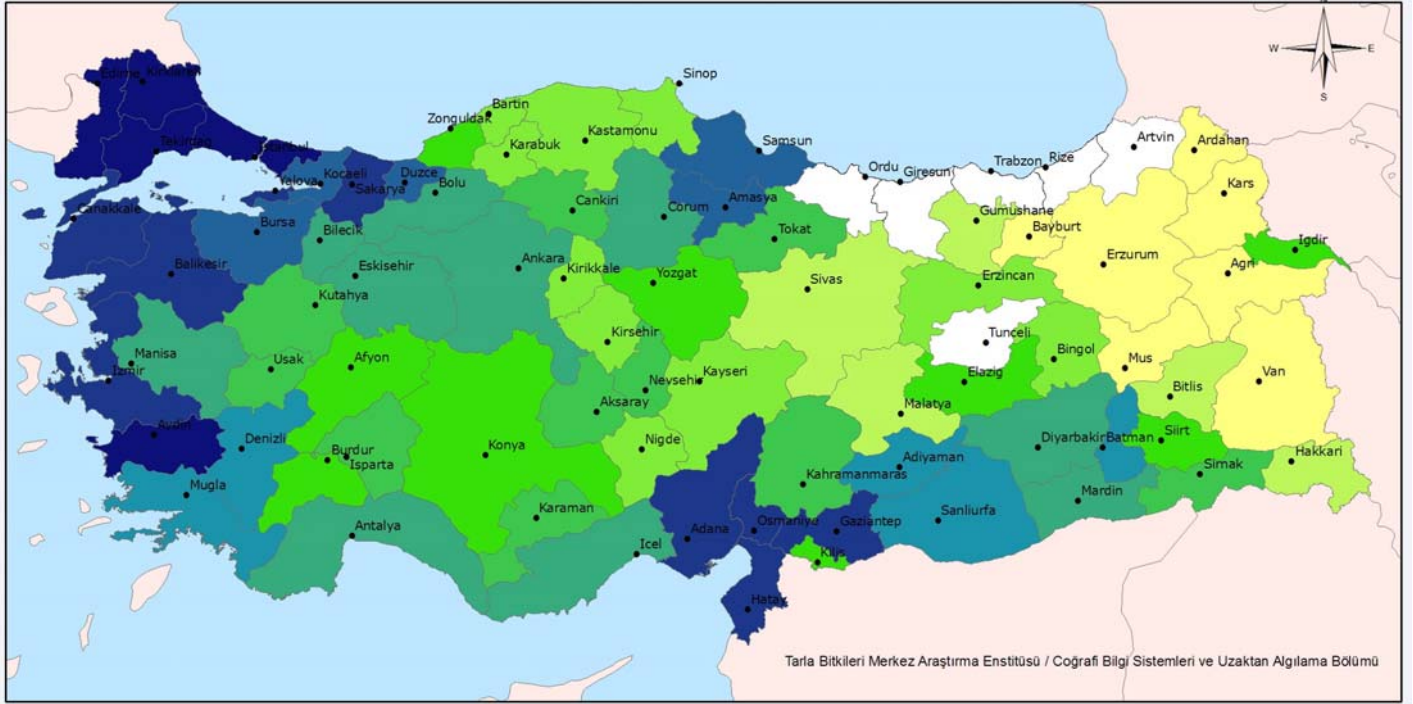 N
W E
S
Sinop
Bartin
Zonguldak
Kastamonu
Karabuk
Samsun
Edirne
Kirklareli
Tekirdag
Istanbul
Yalova
Kocaeli
Sakarya
Duzce
Bolu
Cankiri
Corum
Amasya
Tokat
Ordu
Giresun
Trabzon
Rize
Artvin
Ardahan
Kars
Gumushane
Bayburt
Erzurum
Igdir
Agri
Canakkale
Bursa
Bilecik
Balikesir
Eskisehir
Ankara
Kirikkale
Yozgat
Sivas
Erzincan
Kutahya
Kirsehir
Tunceli
Bingol
Mus
Van
Manisa
Izmir
Usak
Afyon
Nevsehir
Kayseri
Elazig
Bitlis
Aksaray
Malatya
Aydin
Denizli
Burdur
Isparta
Konya
Nigde
Kahramanmaras
Adiyaman
Diyarbakir
Batman
Siirt
Sirnak
Hakkari
Mugla
Antalya
Karaman
Icel
Adana
Osmaniye
Gaziantep
Sanliurfa
Mardin
Kilis
Hatay
Tarla Bitkileri Merkez Araştırma Enstitüsü / Coğrafi Bilgi Sistemleri ve Uzaktan Algılama Bölümü